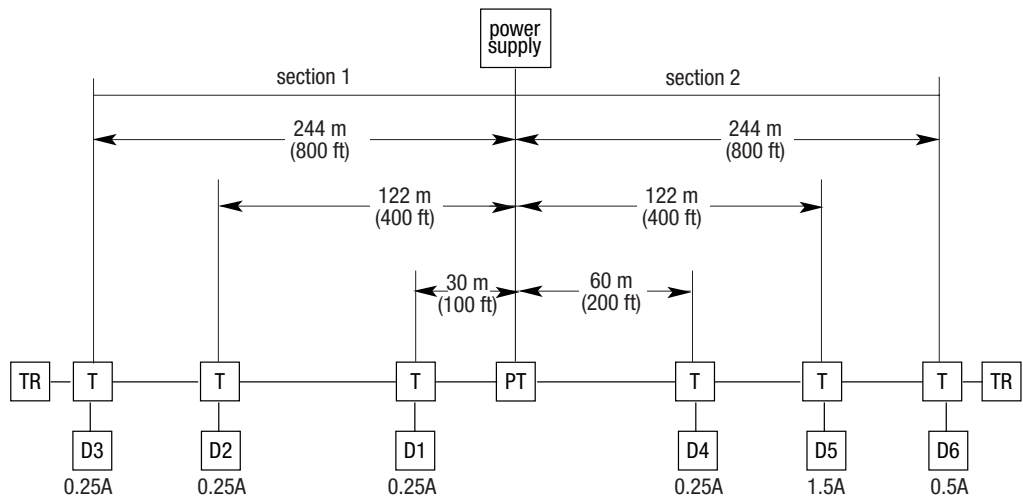 power
supply
section 1
section 2
244 m
(800 ft)
244 m
(800 ft)
122 m
(400 ft)
122 m
(400 ft)
30 m
(100 ft)
60 m
(200 ft)
TR
T
T
T
PT
T
T
T
TR
D3
D2
D1
D4
D5
D6
0.25A
0.25A
0.25A
0.25A
1.5A
0.5A